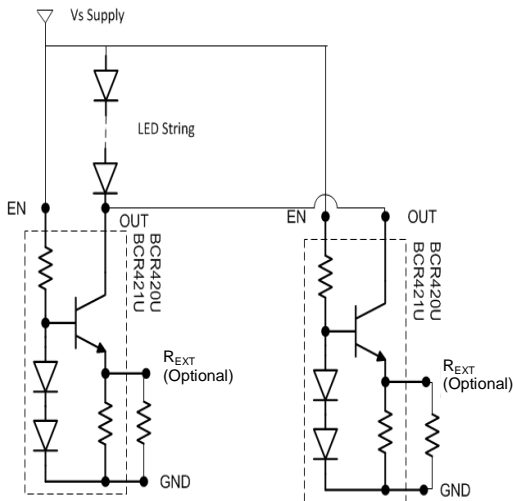 Vs Supply
LED String
EN
OUT
EN
OUT
BCR420U
BCR421U
BCR420U
BCR421U
REXT
(Optional)
REXT
(Optional)
GND
GND